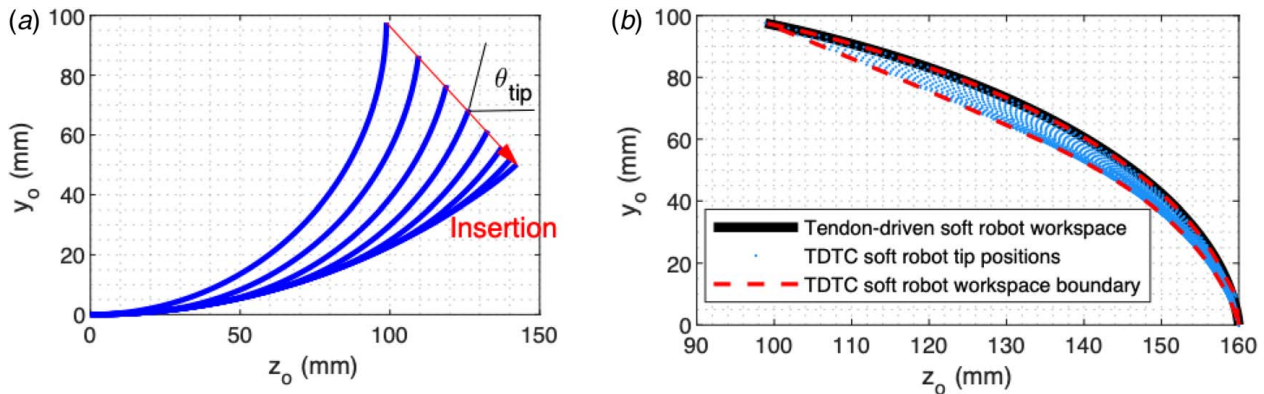 (a)
100
80
60
40
20
0
y_o (mm)
θ_tip
Insertion
0 50 100 150
z_o (mm)
(b)
100
80
60
40
20
0
y_o (mm)
Tendon-driven soft robot workspace
TDTC soft robot tip positions
TDTC soft robot workspace boundary
90 100 110 120 130 140 150 160
z_o (mm)